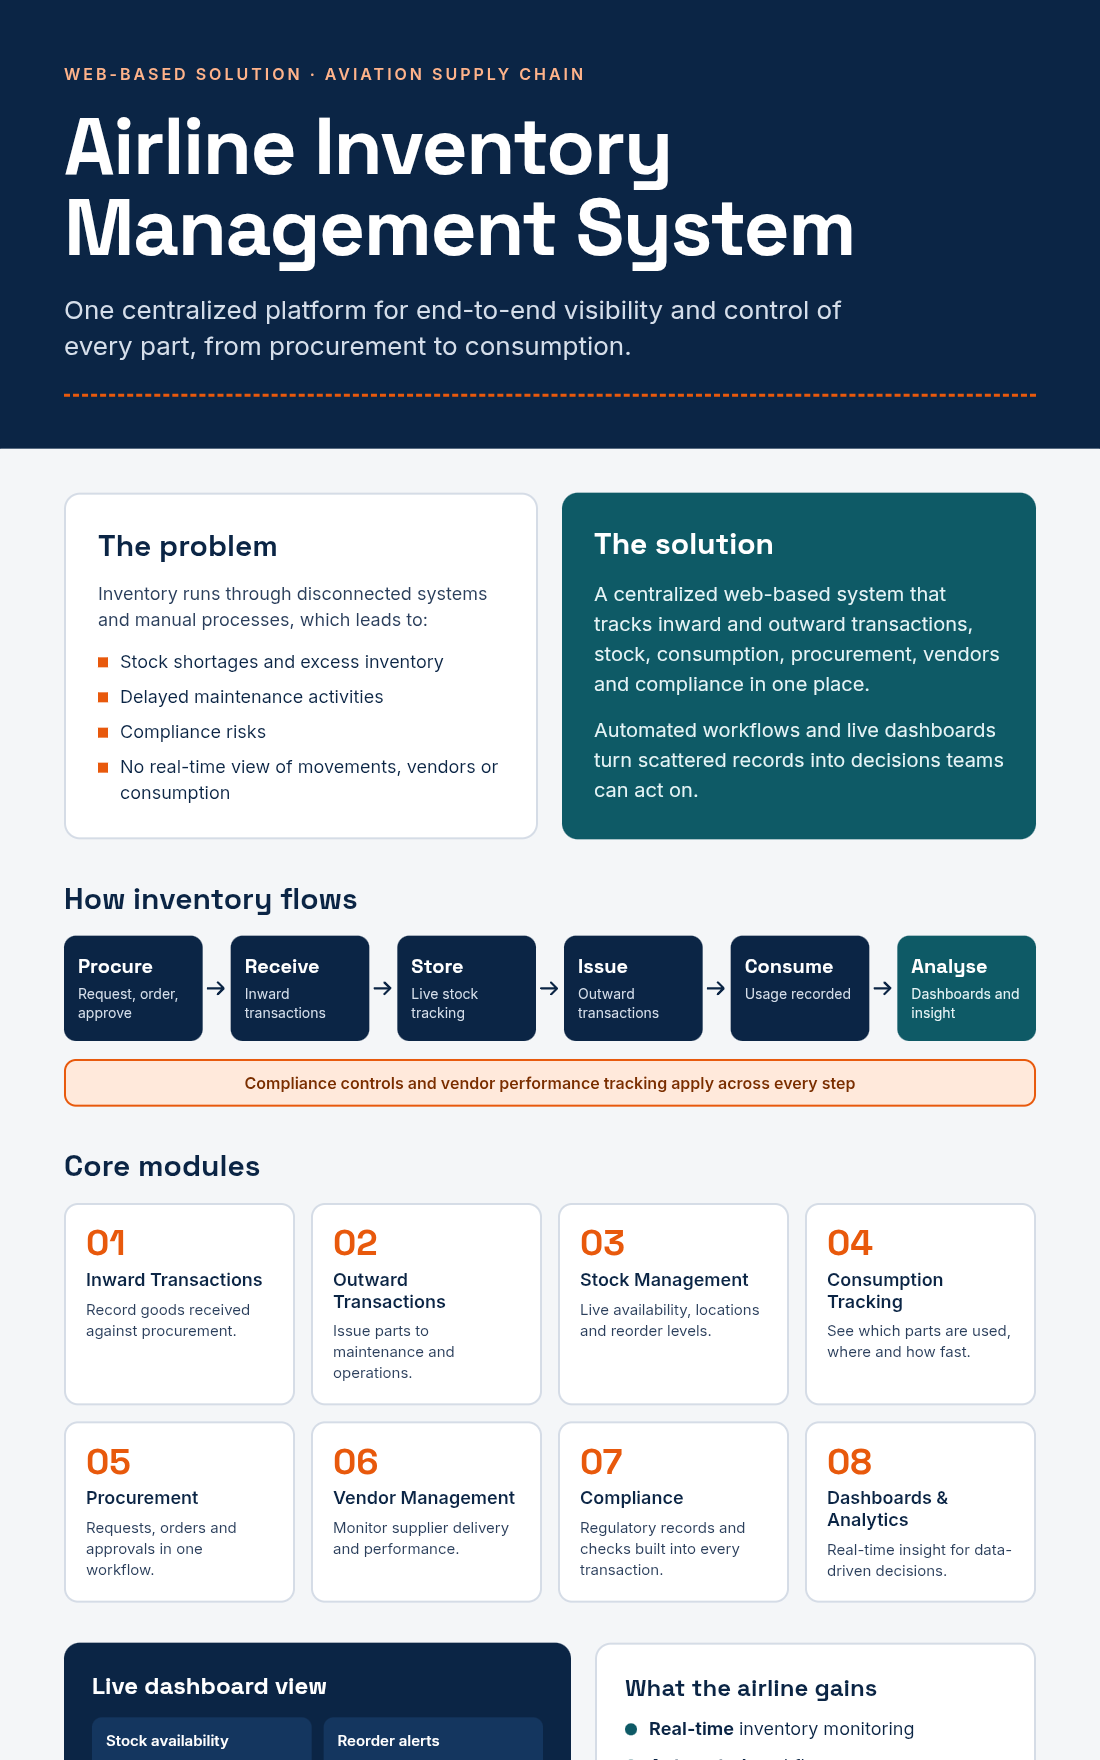 WEB-BASED SOLUTION · AVIATION SUPPLY CHAIN
Airline Inventory
Management System
One centralized platform for end-to-end visibility and control of
every part, from procurement to consumption.
The problem
Inventory runs through disconnected systems
and manual processes, which leads to:
Stock shortages and excess inventory
Delayed maintenance activities
Compliance risks
No real-time view of movements, vendors or
consumption
The solution
A centralized web-based system that
tracks inward and outward transactions,
stock, consumption, procurement, vendors
and compliance in one place.
Automated workflows and live dashboards
turn scattered records into decisions teams
can act on.
How inventory flows
Procure
Request, order,
approve
Receive
Inward
transactions
Store
Live stock
tracking
Issue
Outward
transactions
Consume
Usage recorded
Analyse
Dashboards and
insight
Compliance controls and vendor performance tracking apply across every step
Core modules
01
Inward Transactions
Record goods received
against procurement.
02
Outward
Transactions
Issue parts to
maintenance and
operations.
03
Stock Management
Live availability, locations
and reorder levels.
04
Consumption
Tracking
See which parts are used,
where and how fast.
05
Procurement
Requests, orders and
approvals in one
workflow.
06
Vendor Management
Monitor supplier delivery
and performance.
07
Compliance
Regulatory records and
checks built into every
transaction.
08
Dashboards &
Analytics
Real-time insight for data-
driven decisions.
Live dashboard view
Stock availability
Reorder alerts
What the airline gains
Real-time inventory monitoring